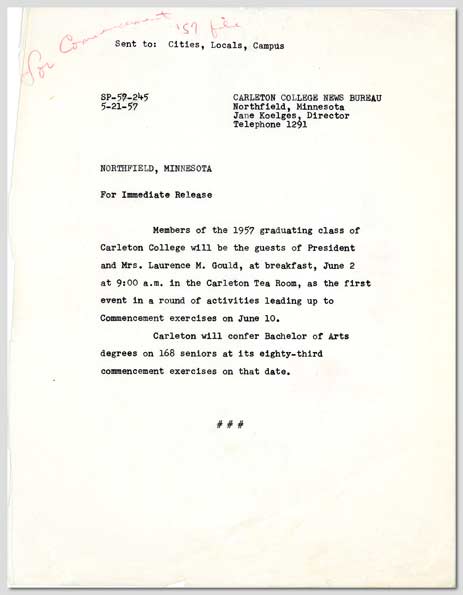 for Commencement '57 file
Sent to: Cities, Locals, Campus
SP-59-245
5-21-57
CARLETON COLLEGE NEWS BUREAU
Northfield, Minnesota
Jane Koelges, Director
Telephone 1291
NORTHFIELD, MINNESOTA
For Immediate Release
Members of the 1957 graduating class of
Carleton College will be the guests of President
and Mrs. Laurence M. Gould, at breakfast, June 2
at 9:00 a.m. in the Carleton Tea Room, as the first
event in a round of activities leading up to
Commencement exercises on June 10.
Carleton will confer Bachelor of Arts
degrees on 168 seniors at its eighty-third
commencement exercises on that date.
# # #